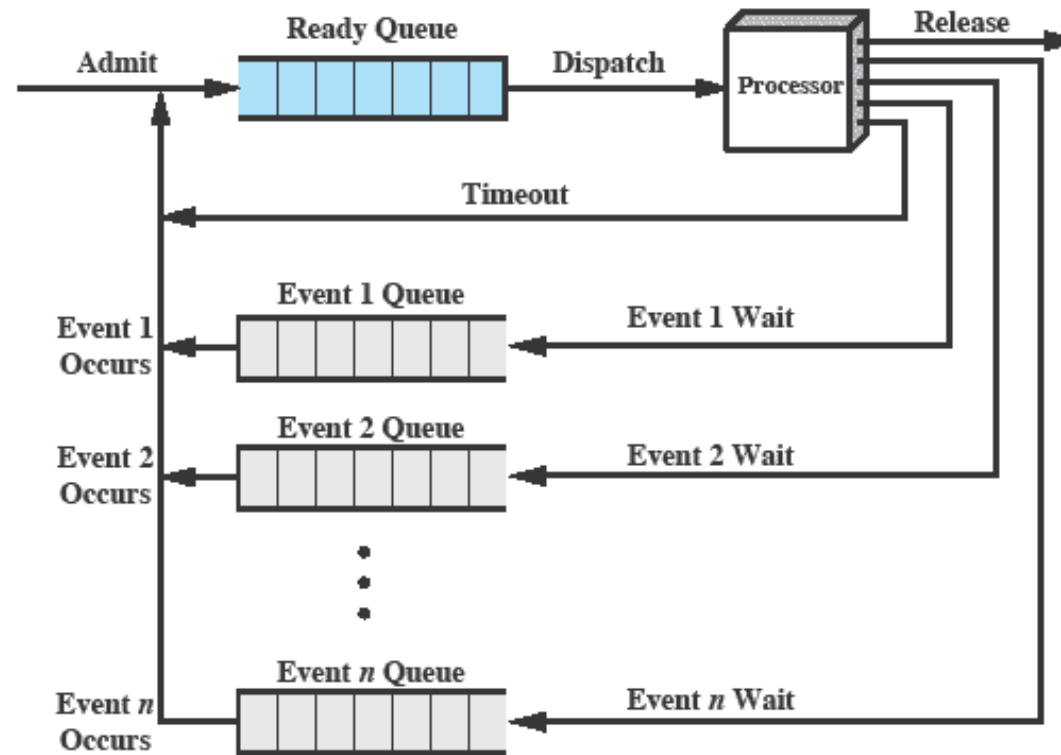 Ready Queue
Release
Admit
Dispatch
Processor
Timeout
Event 1 Queue
Event 1
Occurs
Event 1 Wait
Event 2 Queue
Event 2
Occurs
Event 2 Wait
Event n Queue
Event n
Occurs
Event n Wait